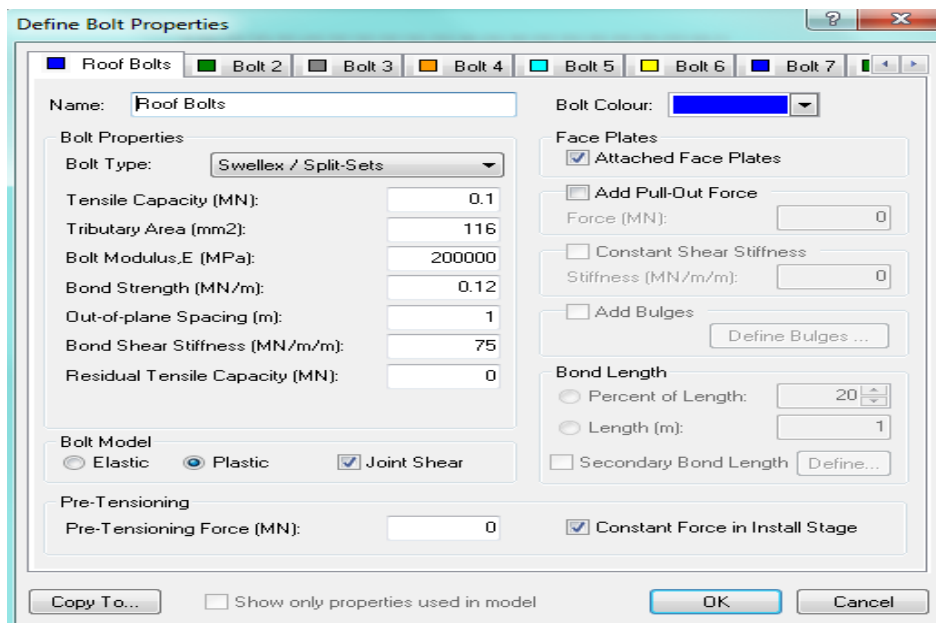 Define Bolt Properties
Roof Bolts Bolt 2 Bolt 3 Bolt 4 Bolt 5 Bolt 6 Bolt 7
Name: Roof Bolts
Bolt Colour:
Bolt Properties
Bolt Type: Swellex / Split-Sets
Tensile Capacity (MN): 0.1
Tributary Area (mm2): 116
Bolt Modulus,E (MPa): 200000
Bond Strength (MN/m): 0.12
Out-of-plane Spacing (m): 1
Bond Shear Stiffness (MN/m/m): 75
Residual Tensile Capacity (MN): 0
Face Plates
Attached Face Plates
Add Pull-Out Force
Force (MN): 0
Constant Shear Stiffness
Stiffness (MN/m/m): 0
Add Bulges
Define Bulges ...
Bond Length
Percent of Length: 20
Length (m): 1
Secondary Bond Length Define...
Bolt Model
Elastic Plastic Joint Shear
Pre-Tensioning
Pre-Tensioning Force (MN): 0
Constant Force in Install Stage
Copy To...
Show only properties used in model
OK
Cancel